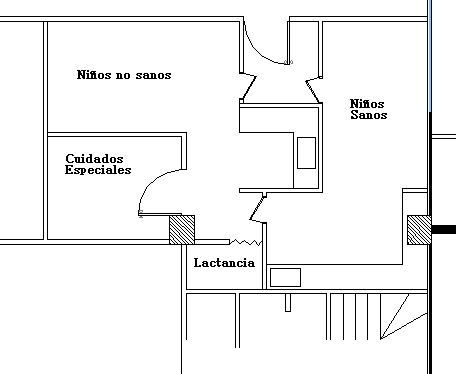 Niños no sanos
Niños
Sanos
Cuidados
Especiales
Lactancia